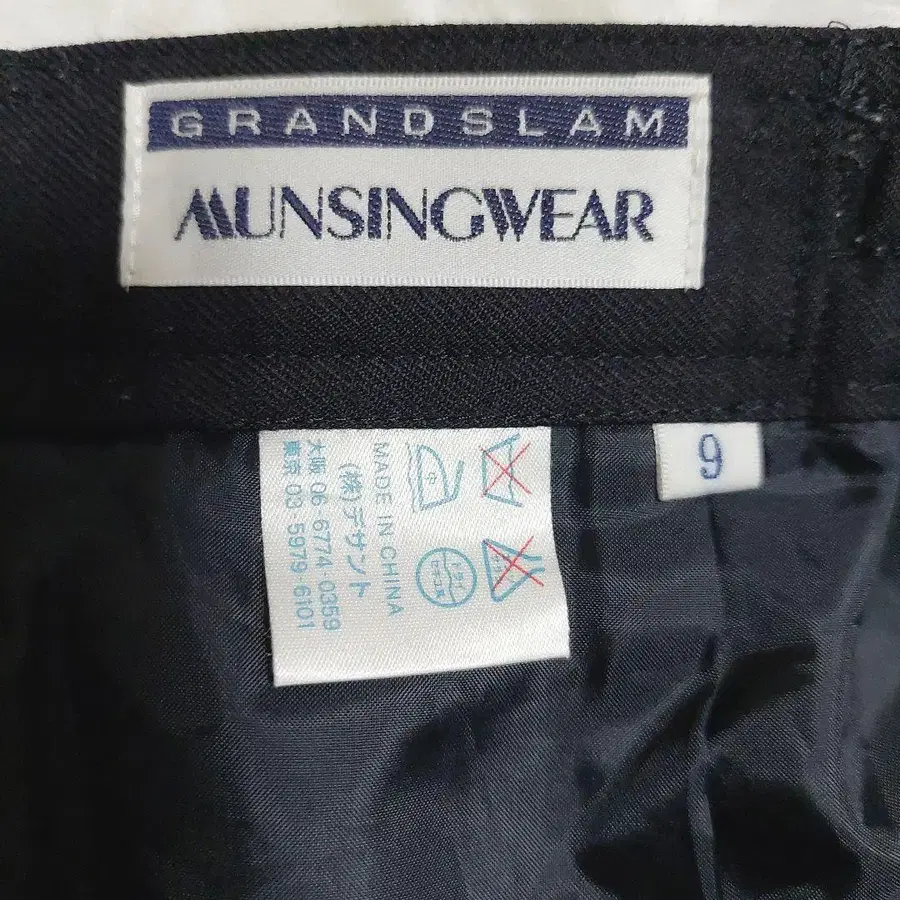 GRANDSLAM
MUNSINGWEAR
9
MADE IN CHINA
(株)デサント
大阪 06 6774 0359
東京 03 5979-6101